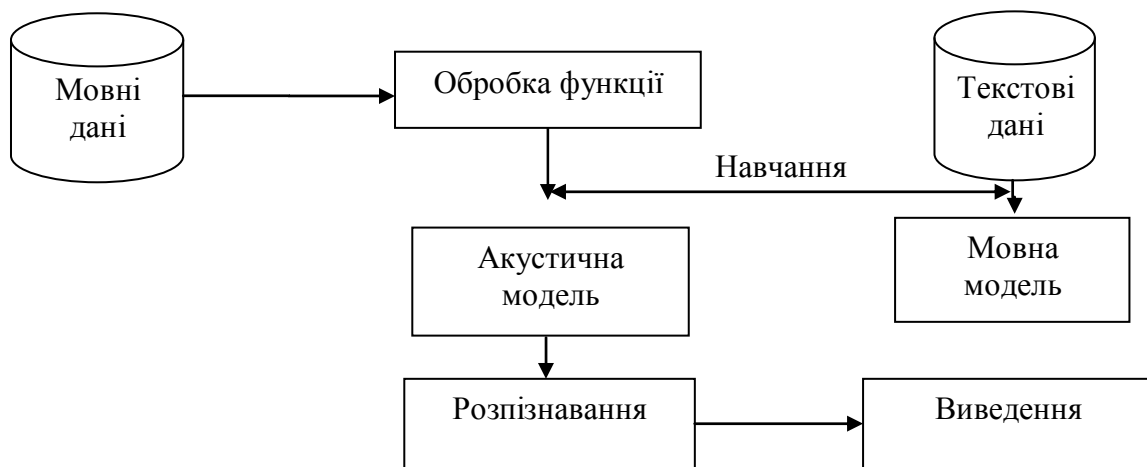 Мовні
дані
Обробка функції
Текстові
дані
Навчання
Акустична
модель
Мовна
модель
Розпізнавання
Виведення